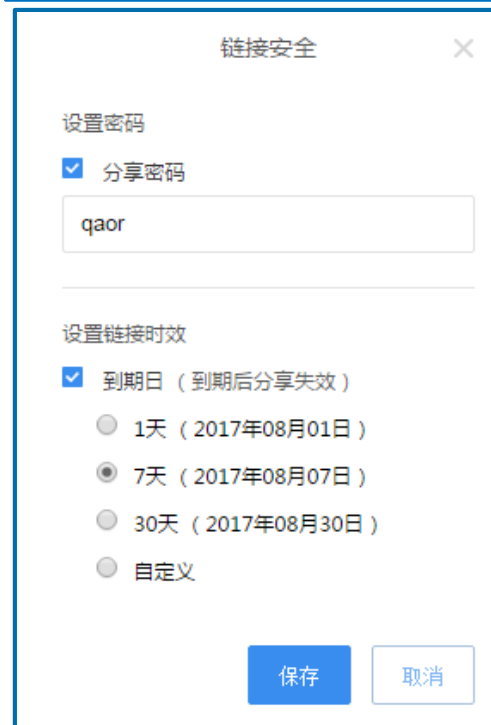 链接安全
设置密码
分享密码
qaor
设置链接时效
到期日（到期后分享失效）
1天（2017年08月01日）
7天（2017年08月07日）
30天（2017年08月30日）
自定义
保存 取消